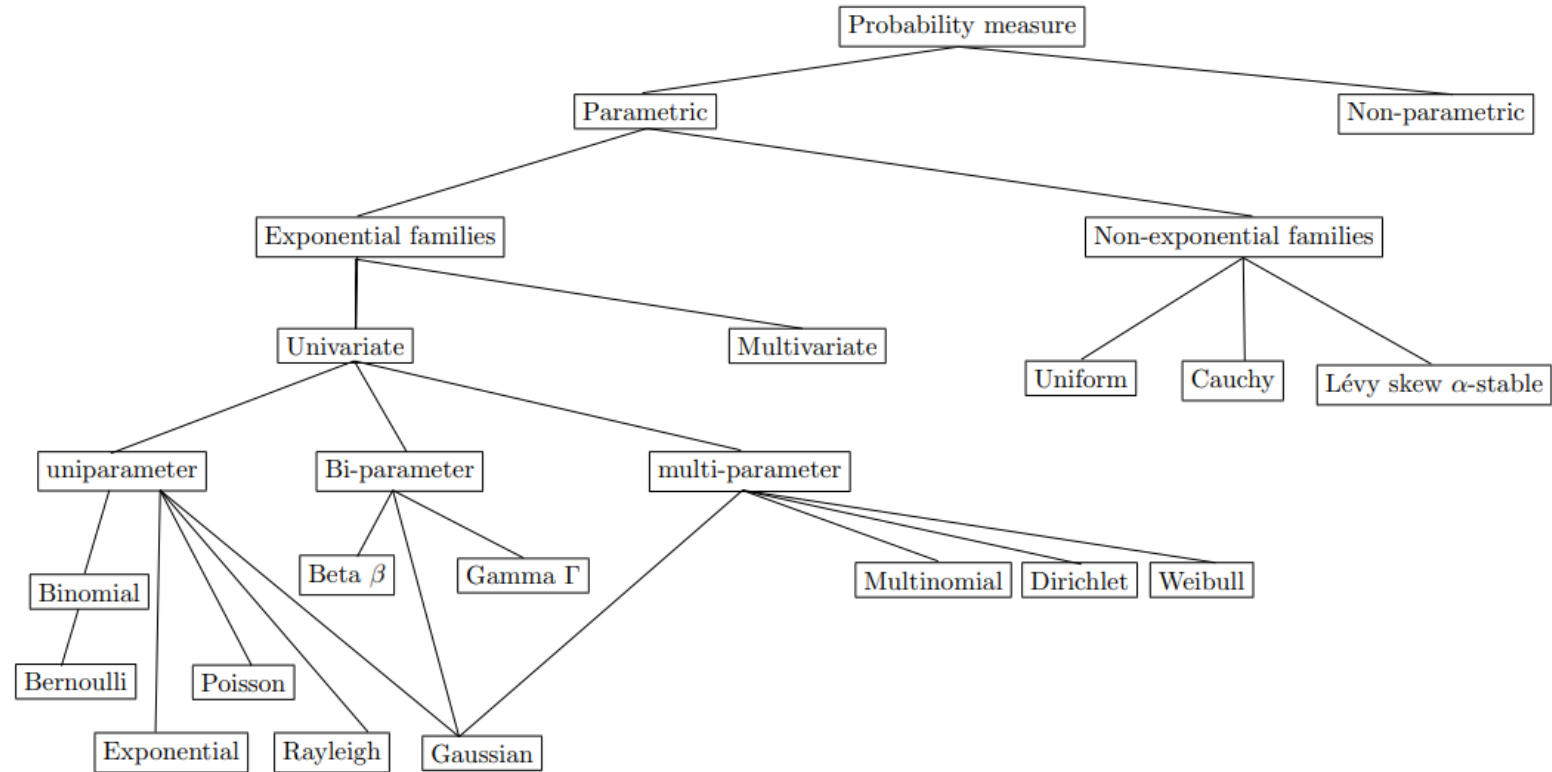 Probability measure
Parametric
Non-parametric
Exponential families
Non-exponential families
Univariate
Multivariate
Uniform
Cauchy
Lévy skew α-stable
uniparameter
Bi-parameter
multi-parameter
Binomial
Beta β
Gamma Γ
Multinomial
Dirichlet
Weibull
Bernoulli
Poisson
Exponential
Rayleigh
Gaussian